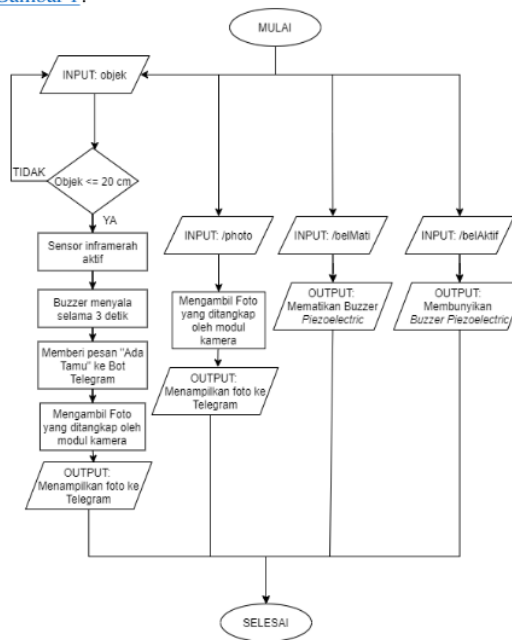 Gambar 1.
MULAI
INPUT: objek
TIDAK
Objek <= 20 cm
YA
Sensor inframerah
aktif
Buzzer menyala
selama 3 detik
Memberi pesan "Ada
Tamu" ke Bot
Telegram
Mengambil Foto
yang ditangkap oleh
modul kamera
OUTPUT:
Menampilkan foto ke
Telegram
INPUT: /photo
Mengambil Foto
yang ditangkap oleh
modul kamera
OUTPUT:
Menampilkan foto ke
Telegram
INPUT: /belMati
OUTPUT:
Mematikan Buzzer
Piezoelectric
INPUT: /belAktif
OUTPUT:
Membunyikan
Buzzer Piezoelectric
SELESAI